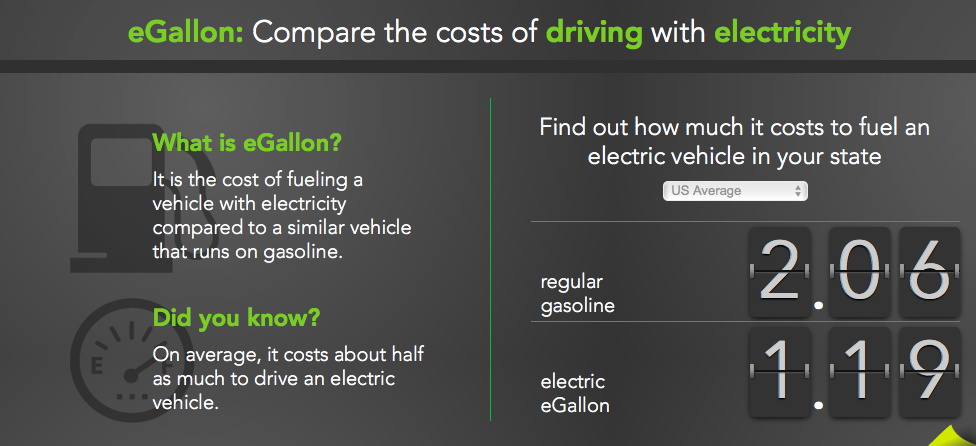 eGallon: Compare the costs of driving with electricity
What is eGallon?
It is the cost of fueling a
vehicle with electricity
compared to a similar vehicle
that runs on gasoline.
Did you know?
On average, it costs about half
as much to drive an electric
vehicle.
E F
Find out how much it costs to fuel an
electric vehicle in your state
US Average
regular
gasoline
2.06
electric
eGallon
1.19